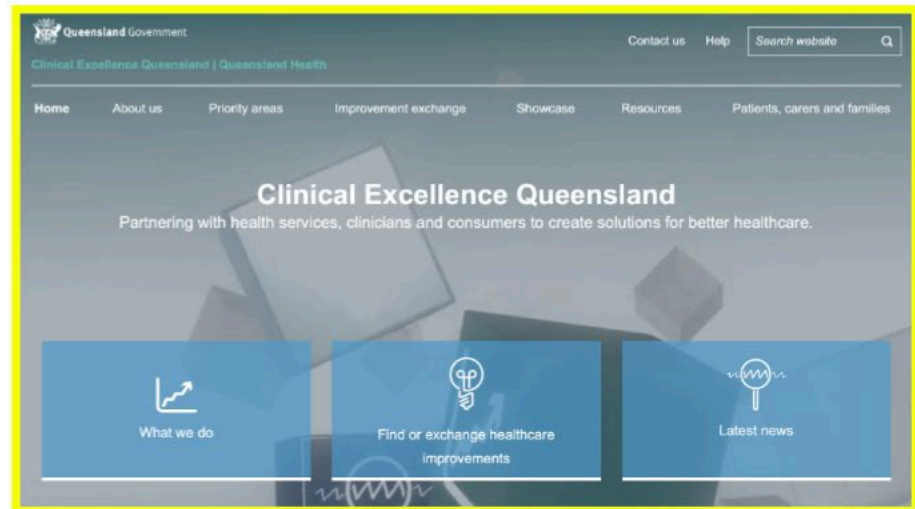 Queensland Government
Contact us Help Search website
Clinical Excellence Queensland | Queensland Health
Home About us Priority areas Improvement exchange Showcase Resources Patients, carers and families
Clinical Excellence Queensland
Partnering with health services, clinicians and consumers to create solutions for better healthcare.
What we do
Find or exchange healthcare
improvements
Latest news